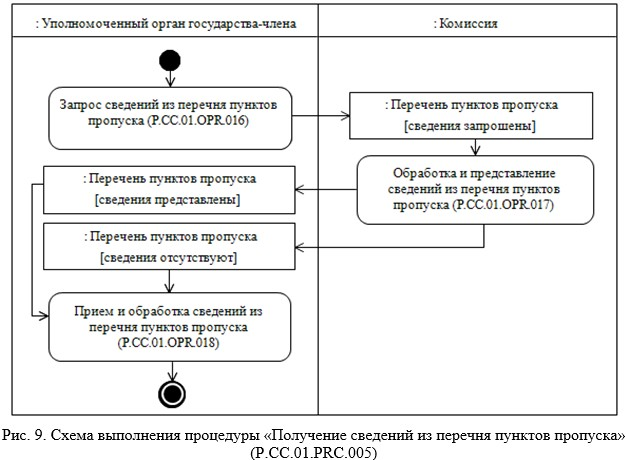 : Уполномоченный орган государства-члена
: Комиссия
Запрос сведений из перечня пунктов
пропуска (P.CC.01.OPR.016)
: Перечень пунктов пропуска
[сведения запрошены]
Обработка и представление
сведений из перечня пунктов
пропуска (P.CC.01.OPR.017)
: Перечень пунктов пропуска
[сведения представлены]
: Перечень пунктов пропуска
[сведения отсутствуют]
Прием и обработка сведений из
перечня пунктов пропуска
(P.CC.01.OPR.018)
Рис. 9. Схема выполнения процедуры «Получение сведений из перечня пунктов пропуска»
(P.CC.01.PRC.005)